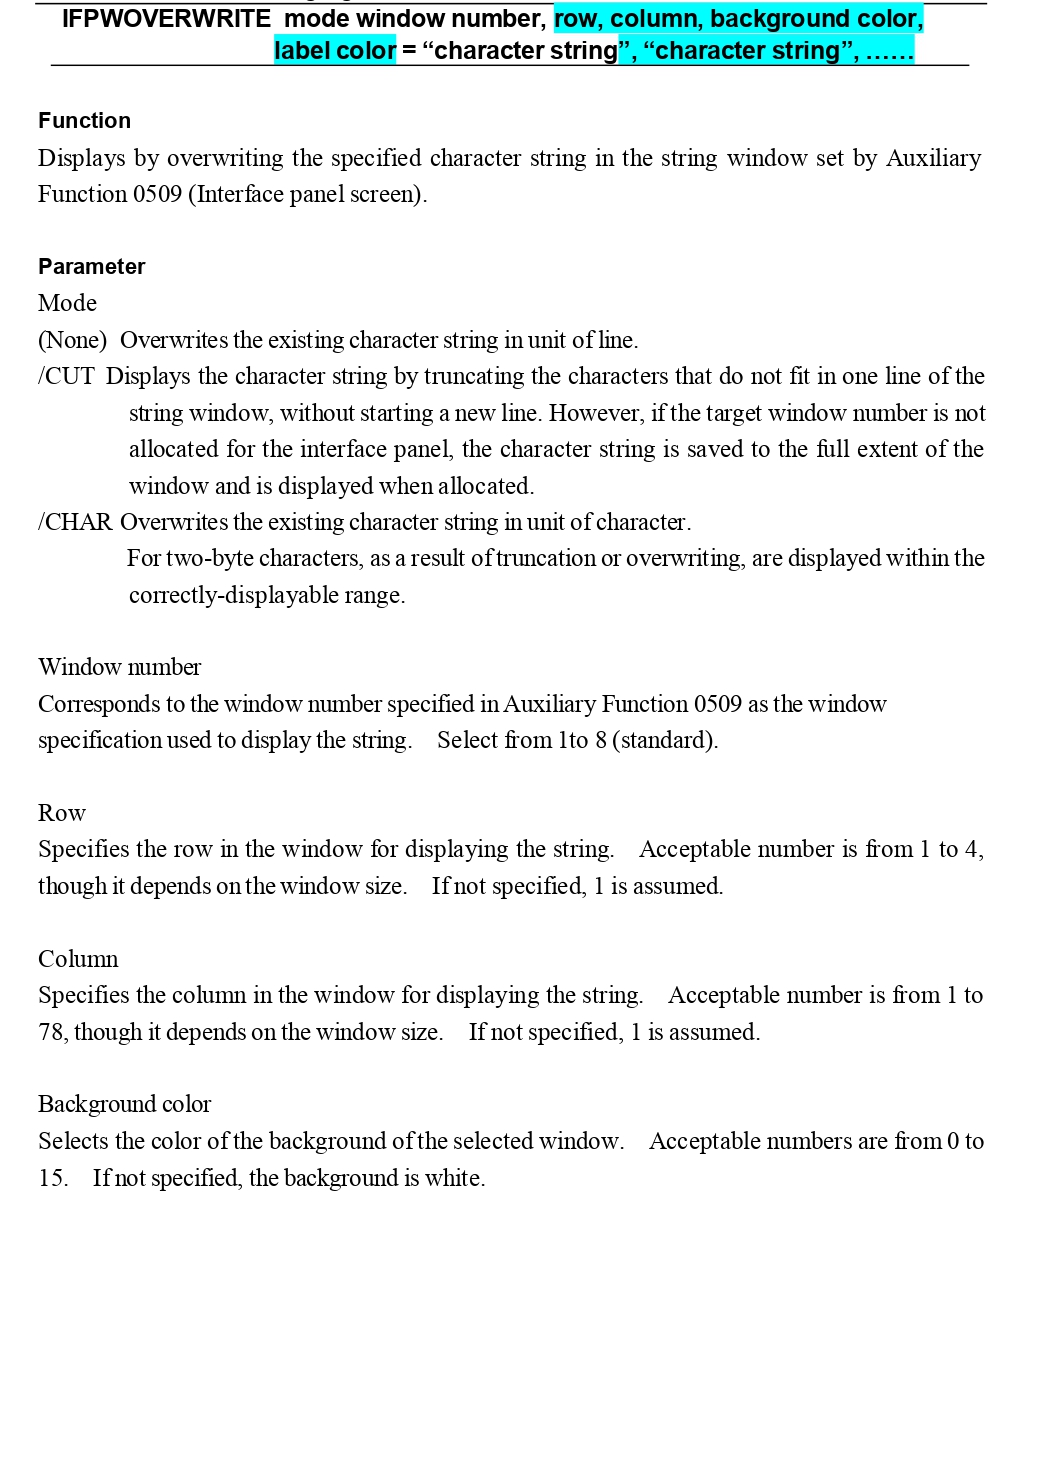 IFPWOVERWRITE mode window number, row, column, background color,
label color = “character string”, “character string”, ……
Function
Displays by overwriting the specified character string in the string window set by Auxiliary
Function 0509 (Interface panel screen).
Parameter
Mode
(None) Overwrites the existing character string in unit of line.
/CUT Displays the character string by truncating the characters that do not fit in one line of the
string window, without starting a new line. However, if the target window number is not
allocated for the interface panel, the character string is saved to the full extent of the
window and is displayed when allocated.
/CHAR Overwrites the existing character string in unit of character.
For two-byte characters, as a result of truncation or overwriting, are displayed within the
correctly-displayable range.
Window number
Corresponds to the window number specified in Auxiliary Function 0509 as the window
specification used to display the string. Select from 1to 8 (standard).
Row
Specifies the row in the window for displaying the string. Acceptable number is from 1 to 4,
though it depends on the window size. If not specified, 1 is assumed.
Column
Specifies the column in the window for displaying the string. Acceptable number is from 1 to
78, though it depends on the window size. If not specified, 1 is assumed.
Background color
Selects the color of the background of the selected window. Acceptable numbers are from 0 to
15. If not specified, the background is white.